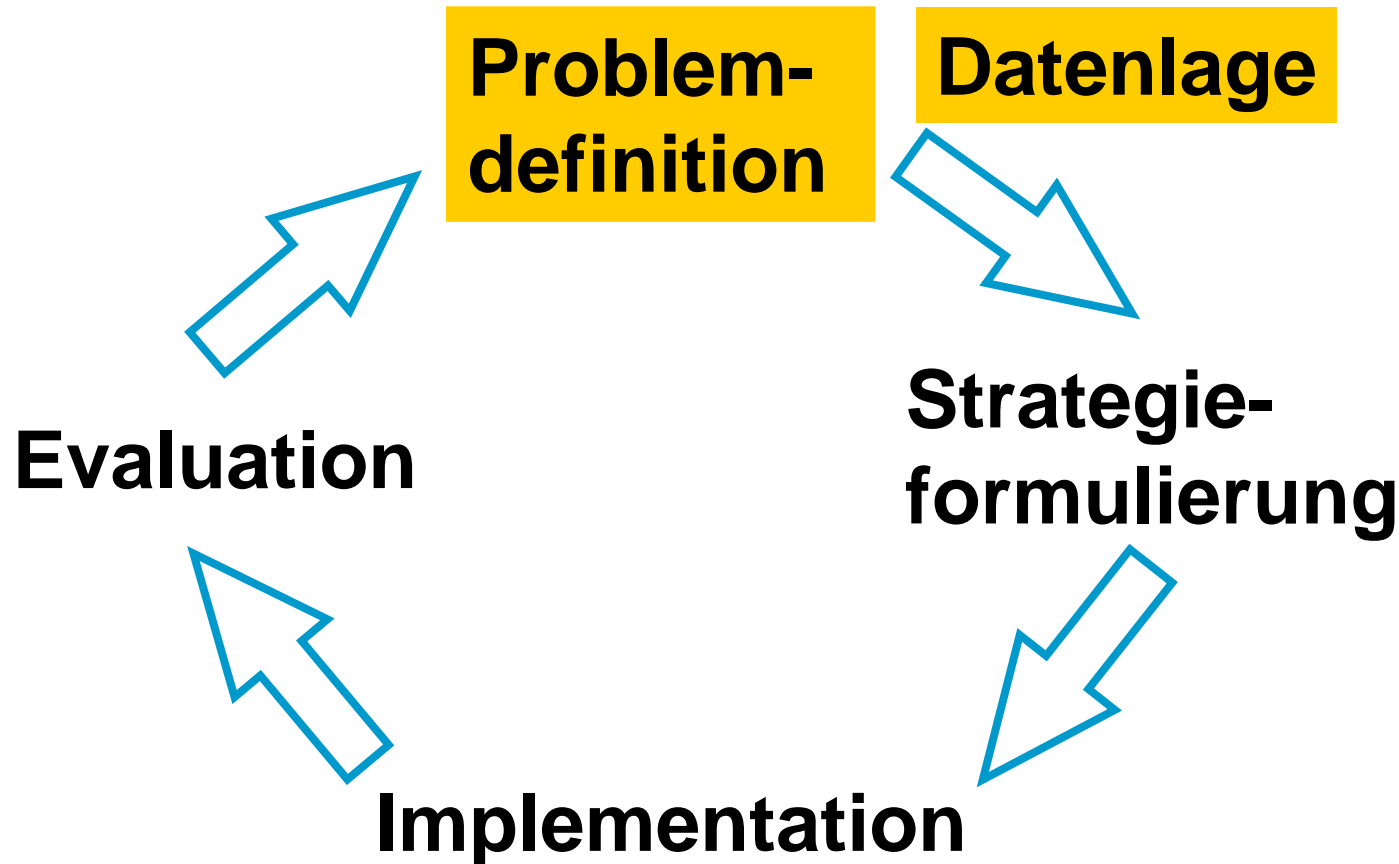 Problem-
definition
Datenlage
Strategie-
formulierung
Implementation
Evaluation